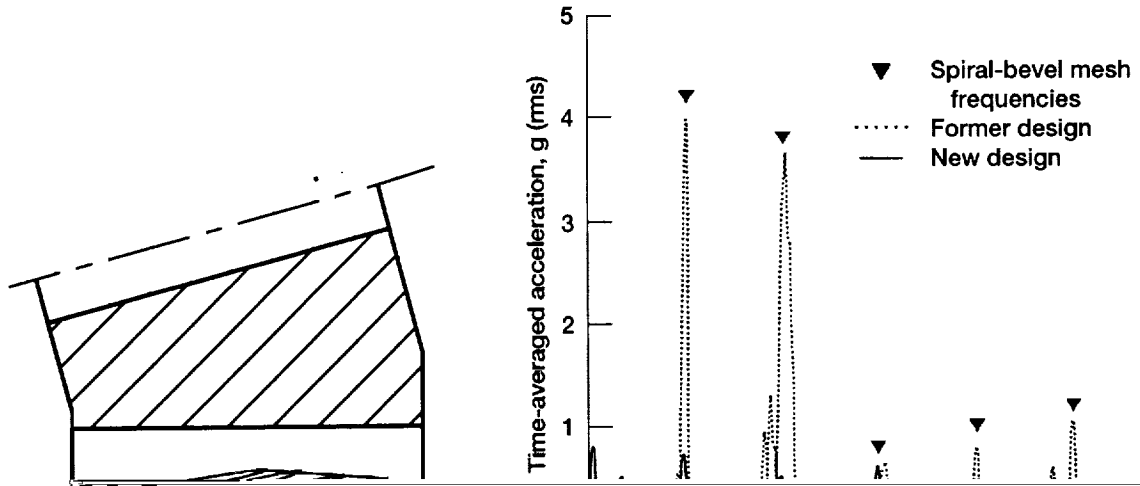 5
4
3
2
1
Time-averaged acceleration, g (rms)
Spiral-bevel mesh
frequencies
Former design
New design